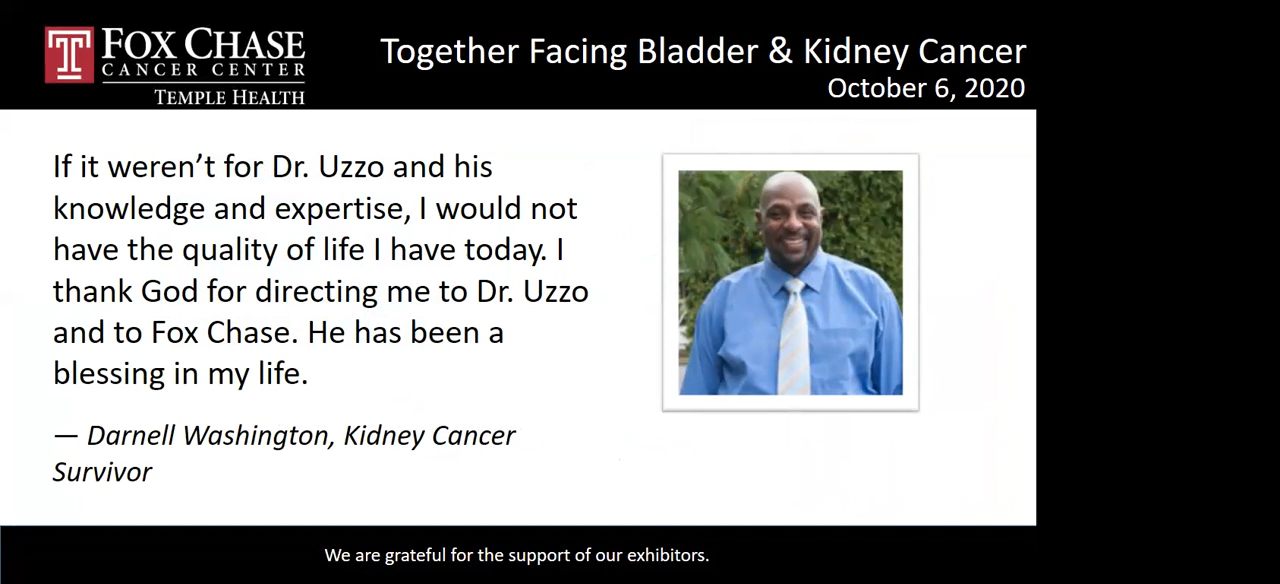 FOX CHASE
CANCER CENTER
TEMPLE HEALTH
Together Facing Bladder & Kidney Cancer
October 6, 2020
If it weren’t for Dr. Uzzo and his
knowledge and expertise, I would not
have the quality of life I have today. I
thank God for directing me to Dr. Uzzo
and to Fox Chase. He has been a
blessing in my life.
— Darnell Washington, Kidney Cancer
Survivor
We are grateful for the support of our exhibitors.